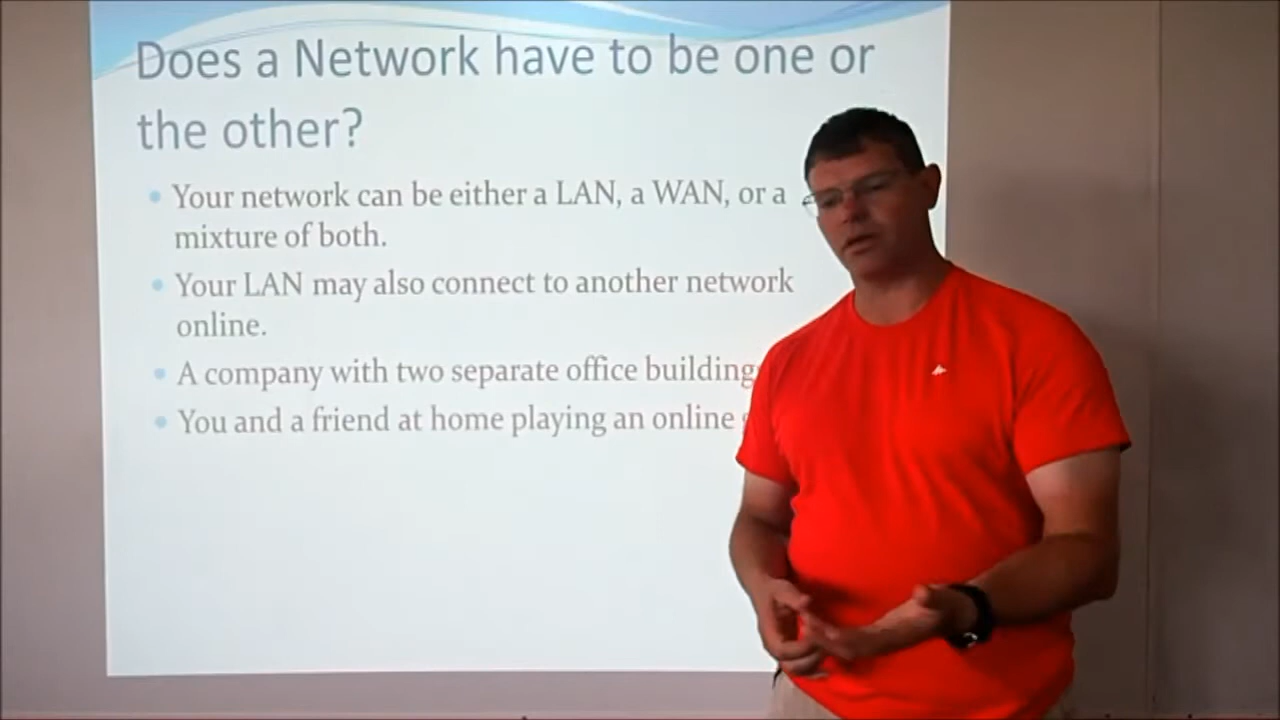 Does a Network have to be one or
the other?
Your network can be either a LAN, a WAN, or a
mixture of both.
Your LAN may also connect to another network
online.
A company with two separate office building
You and a friend at home playing an online